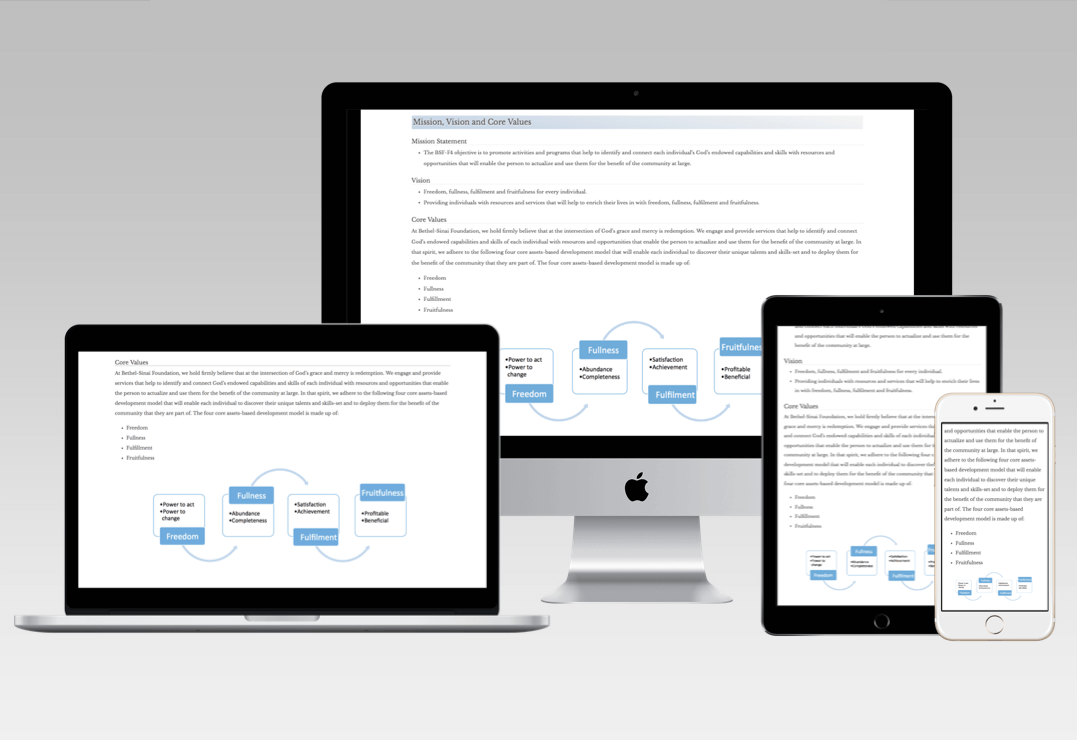 Mission, Vision and Core Values
Mission Statement
• The BSF-F4 objective is to promote activities and programs that help to identify and connect each individual's God's endowed capabilities and skills with resources and
opportunities that will enable the person to actualize and use them for the benefit of the community at large.
Vision
• Freedom, fullness, fulfilment and fruitfulness for every individual.
• Providing individuals with resources and services that will help to enrich their lives in with freedom, fullness, fulfilment and fruitfulness.
Core Values
At Bethel-Sinai Foundation, we hold firmly believe that at the intersection of God's grace and mercy is redemption. We engage and provide services that help to identify and connect
God's endowed capabilities and skills of each individual with resources and opportunities that enable the person to actualize and use them for the benefit of the community at large. In
that spirit, we adhere to the following four core assets-based development model that will enable each individual to discover their unique talents and skills-set and to deploy them for
the benefit of the community that they are part of. The four core assets-based development model is made up of:
• Freedom
• Fullness
• Fulfillment
• Fruitfulness
•Power to act
•Power to
change
Freedom
Fullness
•Abundance
•Completeness
•Satisfaction
•Achievement
Fulfilment
Fruitfulnes
•Profitable
•Beneficial
Core Values
At Bethel-Sinai Foundation, we hold firmly believe that at the intersection of God's grace and mercy is redemption. We engage and provide
services that help to identify and connect God's endowed capabilities and skills of each individual with resources and opportunities that enable
the person to actualize and use them for the benefit of the community at large. In that spirit, we adhere to the following four core assets-based
development model that will enable each individual to discover their unique talents and skills-set and to deploy them for the benefit of the
community that they are part of. The four core assets-based development model is made up of:
• Freedom
• Fullness
• Fulfillment
• Fruitfulness
•Power to act
•Power to
change
Freedom
Fullness
•Abundance
•Completeness
•Satisfaction
•Achievement
Fulfilment
Fruitfulness
•Profitable
•Beneficial
and connect each individual's God's endowed capabilities and skills with resources
and opportunities that will enable the person to actualize and use them for the
benefit of the community at large.
Vision
• Freedom, fullness, fulfilment and fruitfulness for every individual.
• Providing individuals with resources and services that will help to enrich their lives
in with freedom, fullness, fulfilment and fruitfulness.
Core Values
At Bethel-Sinai Foundation, we hold firmly believe that at the inter
grace and mercy is redemption. We engage and provide services tha
and connect God's endowed capabilities and skills of each individual
opportunities that enable the person to actualize and use them for t
community at large. In that spirit, we adhere to the following four c
development model that will enable each individual to discover the
skills-set and to deploy them for the benefit of the community that
four core assets-based development model is made up of:
• Freedom
• Fullness
• Fulfillment
• Fruitfulness
•Power to act
•Power to
change
Freedom
Fullness
•Abundance
•Completeness
•Satisfaction
•Achievement
Fulfilment
and opportunities that enable the person to
actualize and use them for the benefit of
the community at large. In that spirit, we
adhere to the following four core assets-
based development model that will enable
each individual to discover their unique
talents and skills-set and to deploy them for
the benefit of the community that they are
part of. The four core assets-based
development model is made up of:
• Freedom
• Fullness
• Fulfillment
• Fruitfulness